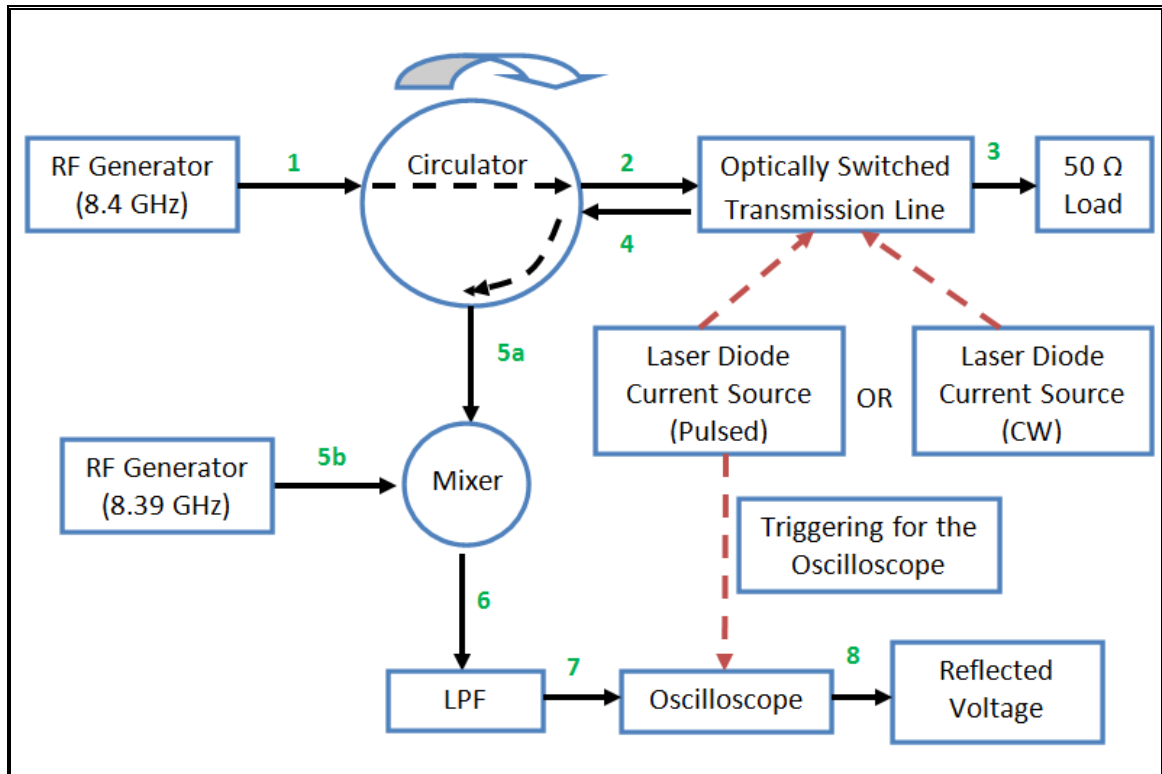 RF Generator
(8.4 GHz)
1
Circulator
2
4
Optically Switched
Transmission Line
3
50 Ω
Load
5a
Laser Diode
Current Source
(Pulsed)
OR
Laser Diode
Current Source
(CW)
RF Generator
(8.39 GHz)
5b
Mixer
Triggering for the
Oscilloscope
6
LPF
7
Oscilloscope
8
Reflected
Voltage